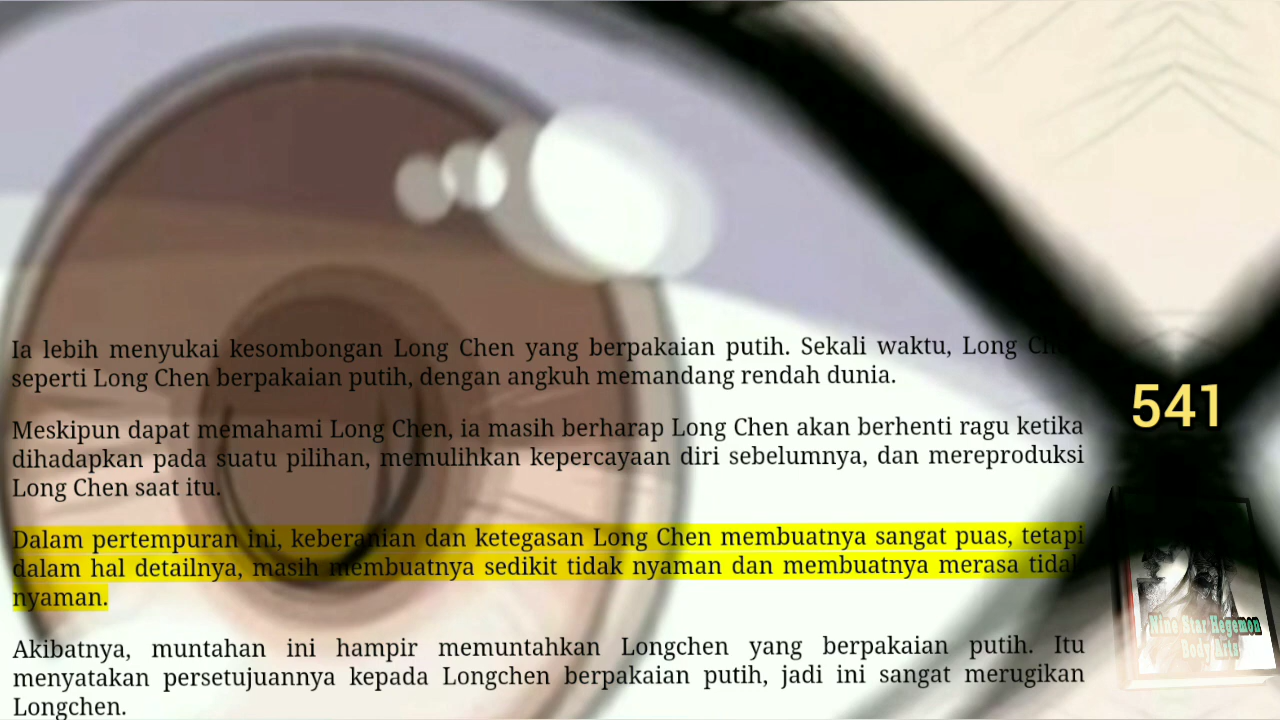 Ia lebih menyukai kesombongan Long Chen yang berpakaian putih. Sekali waktu, Long Chen
seperti Long Chen berpakaian putih, dengan angkuh memandang rendah dunia.
Meskipun dapat memahami Long Chen, ia masih berharap Long Chen akan berhenti ragu ketika
dihadapkan pada suatu pilihan, memulihkan kepercayaan diri sebelumnya, dan mereproduksi
Long Chen saat itu.
Dalam pertempuran ini, keberanian dan ketegasan Long Chen membuatnya sangat puas, tetapi
dalam hal detailnya, masih membuatnya sedikit tidak nyaman dan membuatnya merasa tidak
nyaman.
Akibatnya, muntahan ini hampir memuntahkan Longchen yang berpakaian putih. Itu
menyatakan persetujuannya kepada Longchen berpakaian putih, jadi ini sangat merugikan
Longchen.
541
Nine Star Hegemon
Body Arts